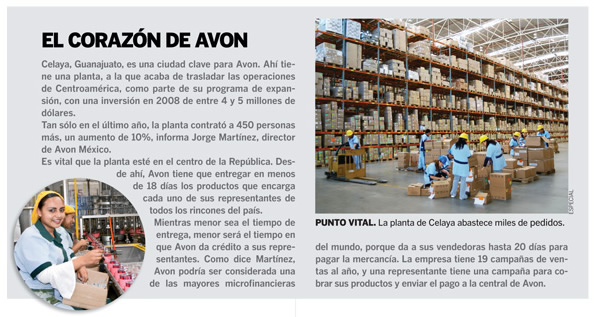 EL CORAZÓN DE AVON
Celaya, Guanajuato, es una ciudad clave para Avon. Ahí tie-
ne una planta, a la que acaba de trasladar las operaciones
de Centroamérica, como parte de su programa de expan-
sión, con una inversión en 2008 de entre 4 y 5 millones de
dólares.
Tan sólo en el último año, la planta contrató a 450 personas
más, un aumento de 10%, informa Jorge Martínez, director
de Avon México.
Es vital que la planta esté en el centro de la República. Des-
de ahí, Avon tiene que entregar en menos
de 18 días los productos que encarga
cada uno de sus representantes de
todos los rincones del país.
Mientras menor sea el tiempo de
entrega, menor será el tiempo en
que Avon da crédito a sus repre-
sentantes. Como dice Martínez,
Avon podría ser considerada una
de las mayores microfinancieras
ESPECIAL
PUNTO VITAL. La planta de Celaya abastece miles de pedidos.
del mundo, porque da a sus vendedoras hasta 20 días para
pagar la mercancía. La empresa tiene 19 campañas de ven-
tas al año, y una representante tiene una campaña para co-
brar sus productos y enviar el pago a la central de Avon.